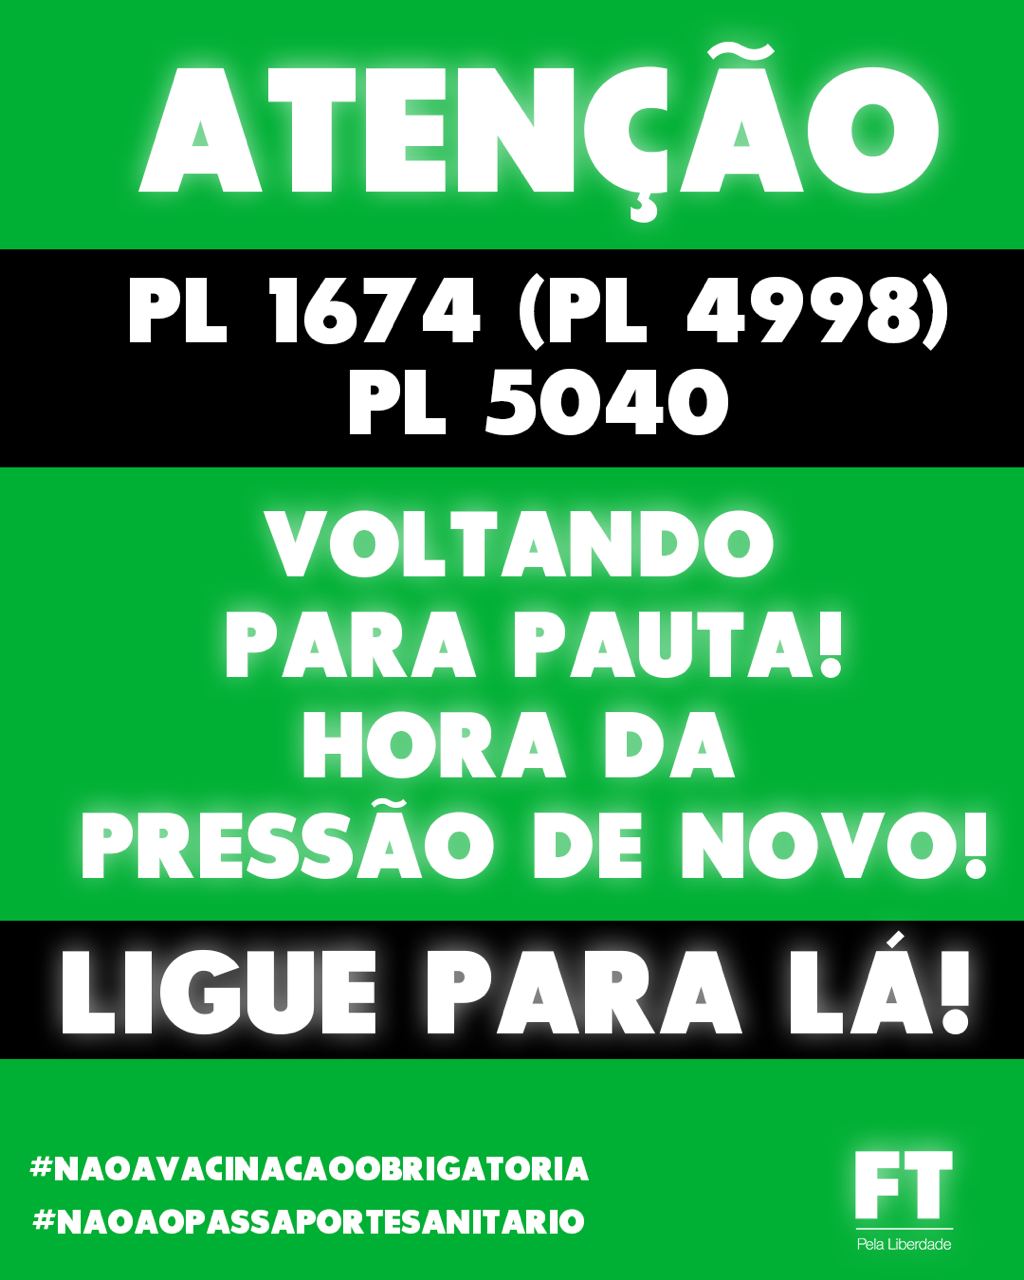 ATENÇÃO
PL 1674 (PL 4998)
PL 5040
VOLTANDO
PARA PAUTA!
HORA DA
PRESSÃO DE NOVO!
LIGUE PARA LÁ!
#NAOAVACINACAOOBRIGATORIA
#NAOAOPASSAPORTESANITARIO
FT
Pela Liberdade